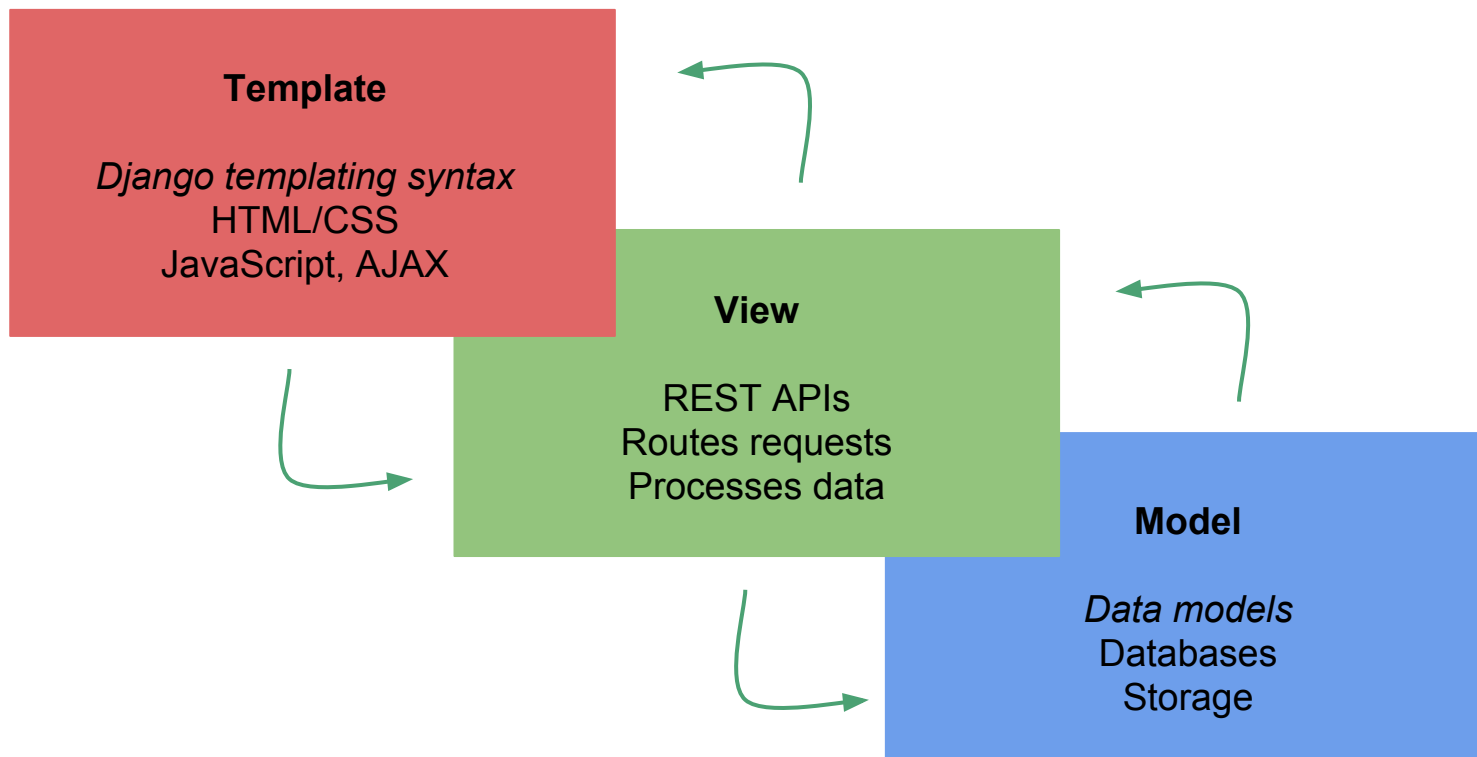 Template
Django templating syntax
HTML/CSS
JavaScript, AJAX
View
REST APIs
Routes requests
Processes data
Model
Data models
Databases
Storage